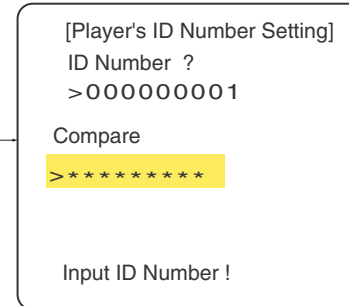 [Player's ID Number Setting]
ID Number ?
>000000001
Compare
>*********
Input ID Number !